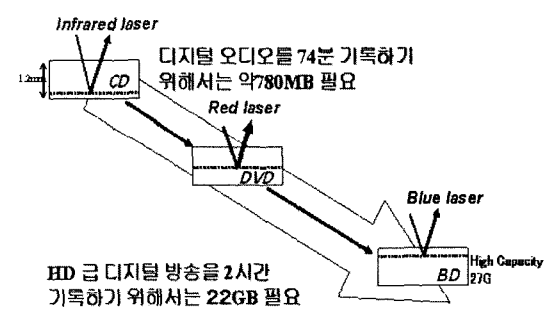 Infrared laser
디지털 오디오를 74분 기록하기
위해서는 약780MB 필요
1.2mm
CD
Red laser
DVD
Blue laser
High Capacity
27G
BD
HD 급 디지털 방송을 2시간
기록하기 위해서는 22GB 필요